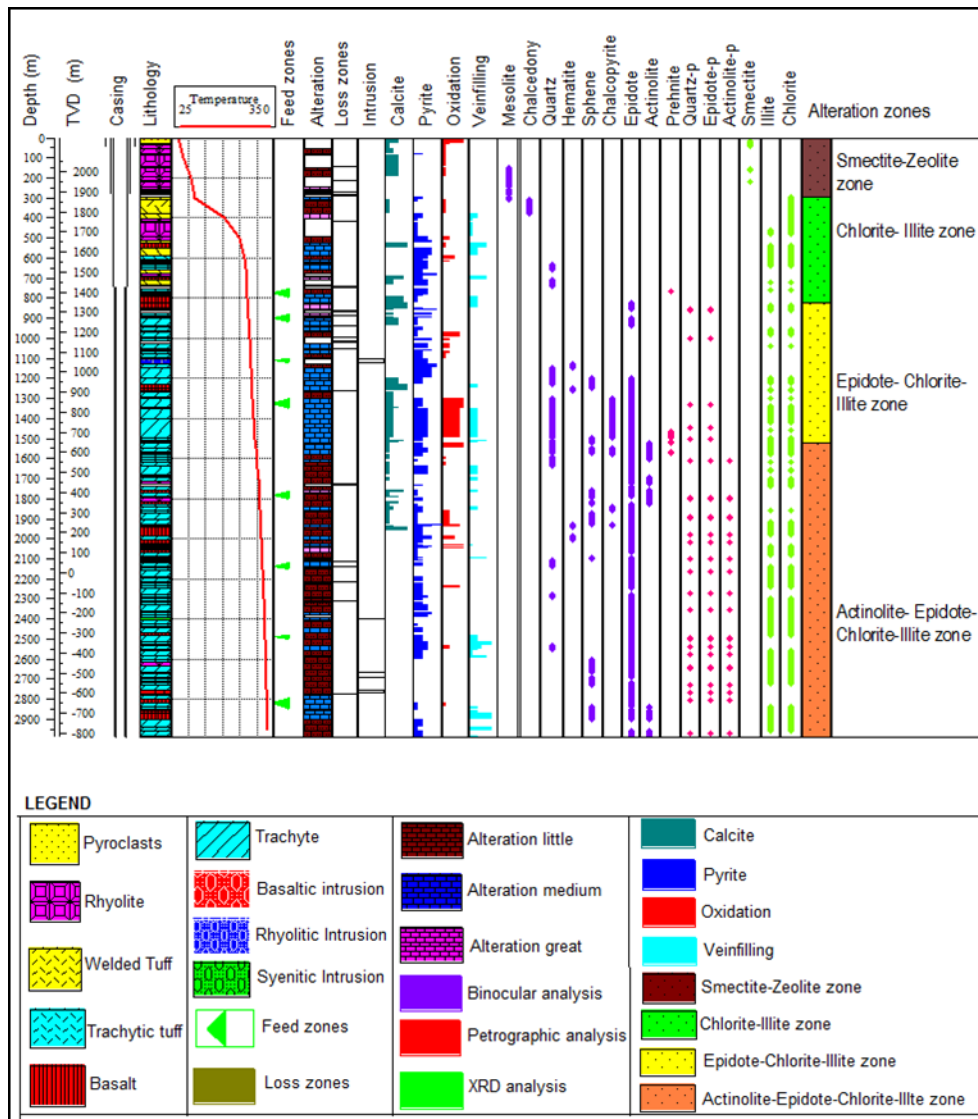 Depth (m)
TVD (m)
Casing
Lithology
Temperature
25 350
Feed zones
Alteration
Loss zones
Intrusion
Calcite
Pyrite
Oxidation
Veinfilling
Mesolite
Chalcedony
Quartz
Hematite
Sphene
Chalcopyrite
Epidote
Actinolite
Prehnite
Quartz-p
Epidote-p
Actinolite-p
Smectite
Illite
Chlorite
Alteration zones
0
100
200
300
400
500
600
700
800
900
1000
1100
1200
1300
1400
1500
1600
1700
1800
1900
2000
2100
2200
2300
2400
2500
2600
2700
2800
2900
2000
1900
1800
1700
1600
1500
1400
1300
1200
1100
1000
900
800
700
600
500
400
300
200
100
0
-100
-200
-300
-400
-500
-600
-700
-800
Smectite-Zeolite
zone
Chlorite- Illite zone
Epidote- Chlorite-
Illite zone
Actinolite- Epidote-
Chlorite-Illite zone
LEGEND
Pyroclasts
Rhyolite
Welded Tuff
Trachytic tuff
Basalt
Trachyte
Basaltic intrusion
Rhyolitic Intrusion
Syenitic Intrusion
Feed zones
Loss zones
Alteration little
Alteration medium
Alteration great
Binocular analysis
Petrographic analysis
XRD analysis
Calcite
Pyrite
Oxidation
Veinfilling
Smectite-Zeolite zone
Chlorite-Illite zone
Epidote-Chlorite-Illite zone
Actinolite-Epidote-Chlorite-Illte zone